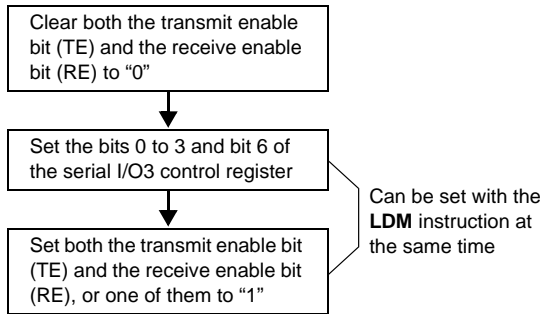 Clear both the transmit enable
bit (TE) and the receive enable
bit (RE) to “0”
Set the bits 0 to 3 and bit 6 of
the serial I/O3 control register
Can be set with the
LDM instruction at
the same time
Set both the transmit enable bit
(TE) and the receive enable bit
(RE), or one of them to “1”